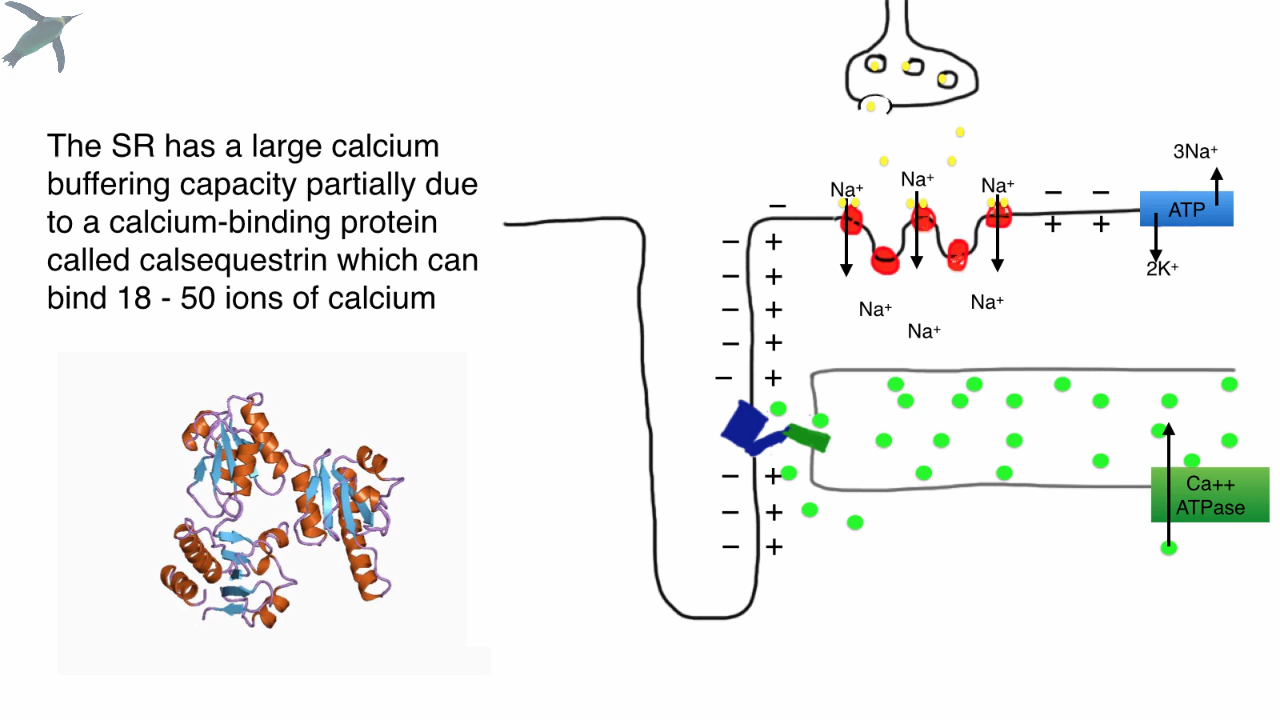 The SR has a large calcium
buffering capacity partially due
to a calcium-binding protein
called calsequestrin which can
bind 18 - 50 ions of calcium
Na⁺
Na⁺
Na⁺
3Na⁺
ATP
2K⁺
Na⁺
Na⁺
Na⁺
Ca++
ATPase